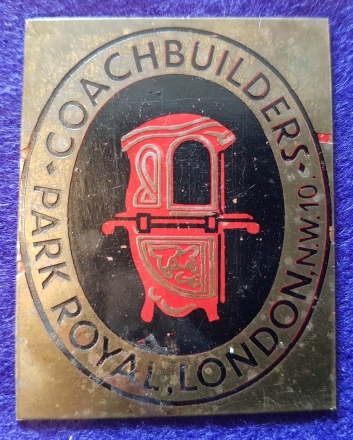 COACHBUILDERS
PARK ROYAL, LONDON, N.W.10.